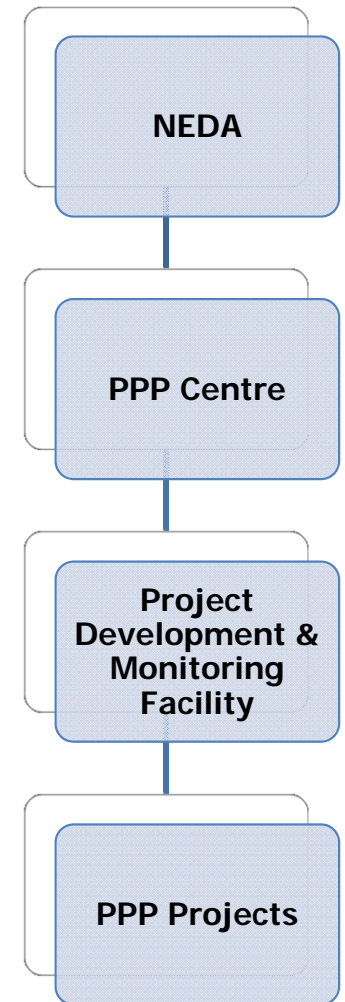 NEDA
PPP Centre
Project
Development &
Monitoring
Facility
PPP Projects